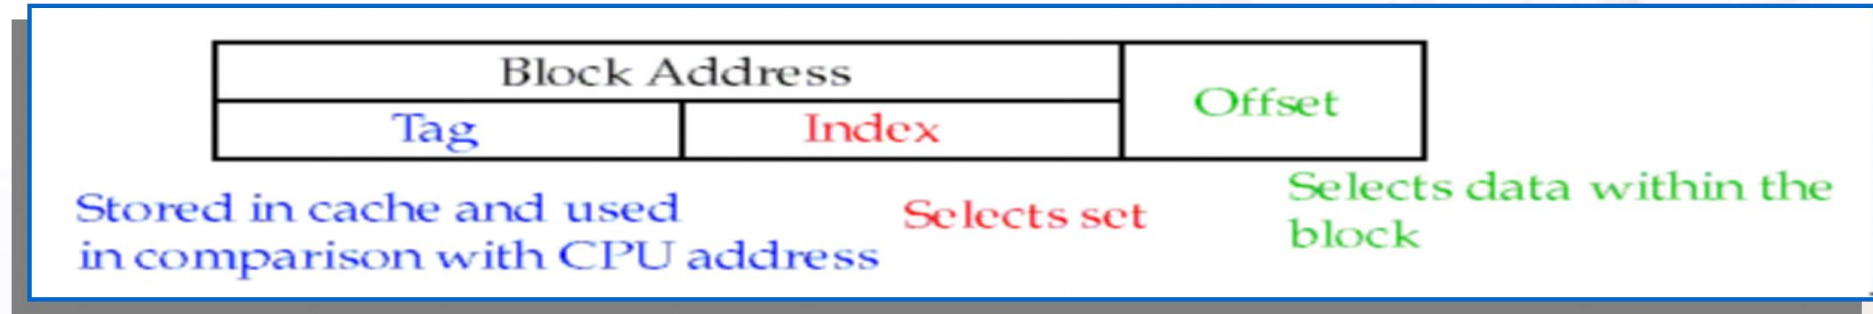 Block Address
Offset
Tag
Index
Stored in cache and used
in comparison with CPU address
Selects set
Selects data within the
block